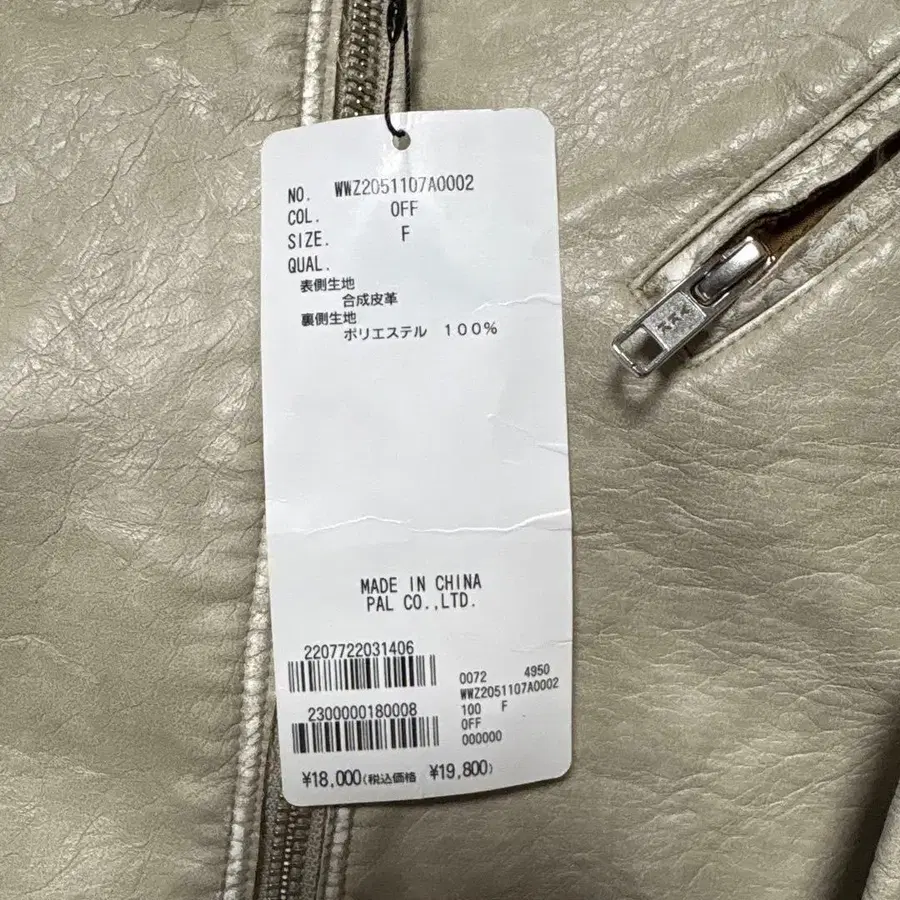 NO. WWZ2051107A0002
COL. OFF
SIZE. F
QUAL.
表側生地
合成皮革
裏側生地
ポリエステル 100%
MADE IN CHINA
PAL CO.,LTD.
2207722031406
2300000180008
0072 4950
WWZ2051107A0002
100 F
OFF
000000
¥18,000(税込価格 ¥19,800)